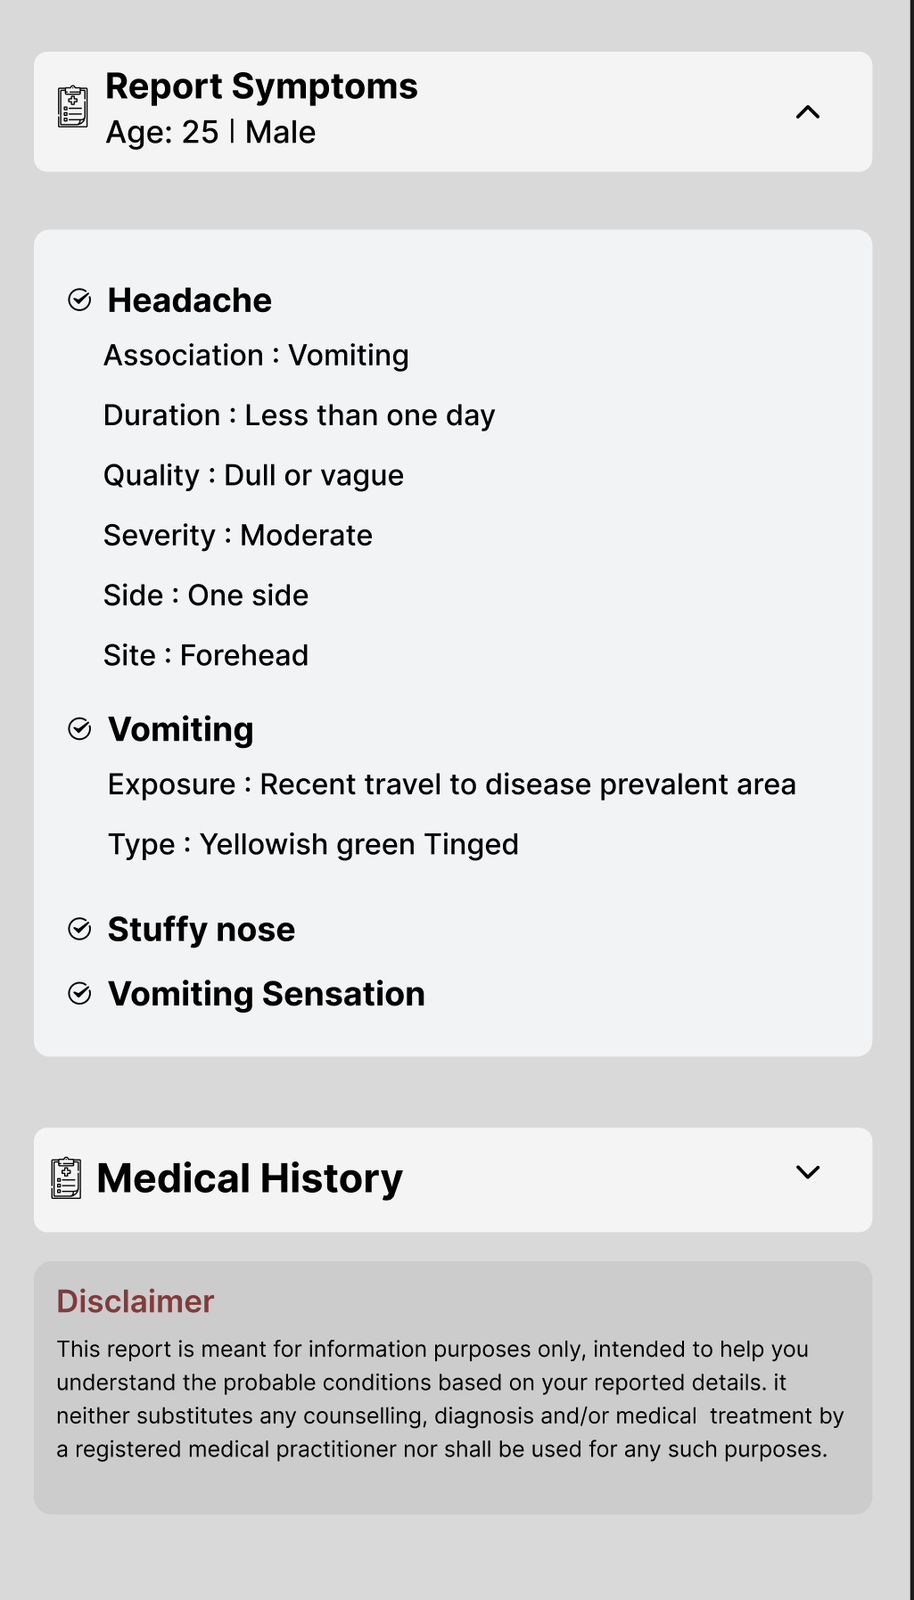 Report Symptoms
Age: 25 | Male
Headache
Association : Vomiting
Duration : Less than one day
Quality : Dull or vague
Severity : Moderate
Side : One side
Site : Forehead
Vomiting
Exposure : Recent travel to disease prevalent area
Type : Yellowish green Tinged
Stuffy nose
Vomiting Sensation
Medical History
Disclaimer
This report is meant for information purposes only, intended to help you
understand the probable conditions based on your reported details. it
neither substitutes any counselling, diagnosis and/or medical  treatment by
a registered medical practitioner nor shall be used for any such purposes.